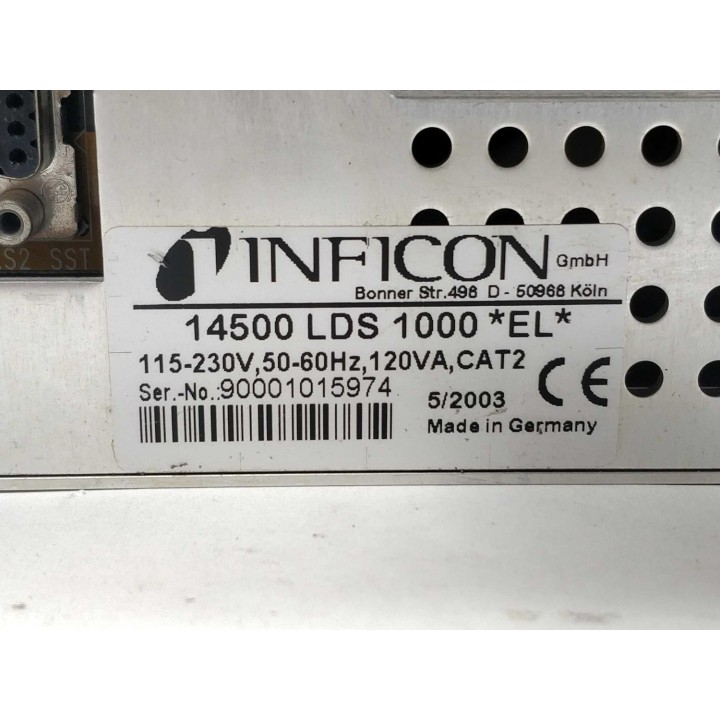 S2 SST
INFICON GmbH
Bonner Str.498 D - 50968 Köln
14500 LDS 1000 *EL*
115-230V,50-60Hz,120VA,CAT2
Ser.-No.:90001015974
5/2003
CE
Made in Germany